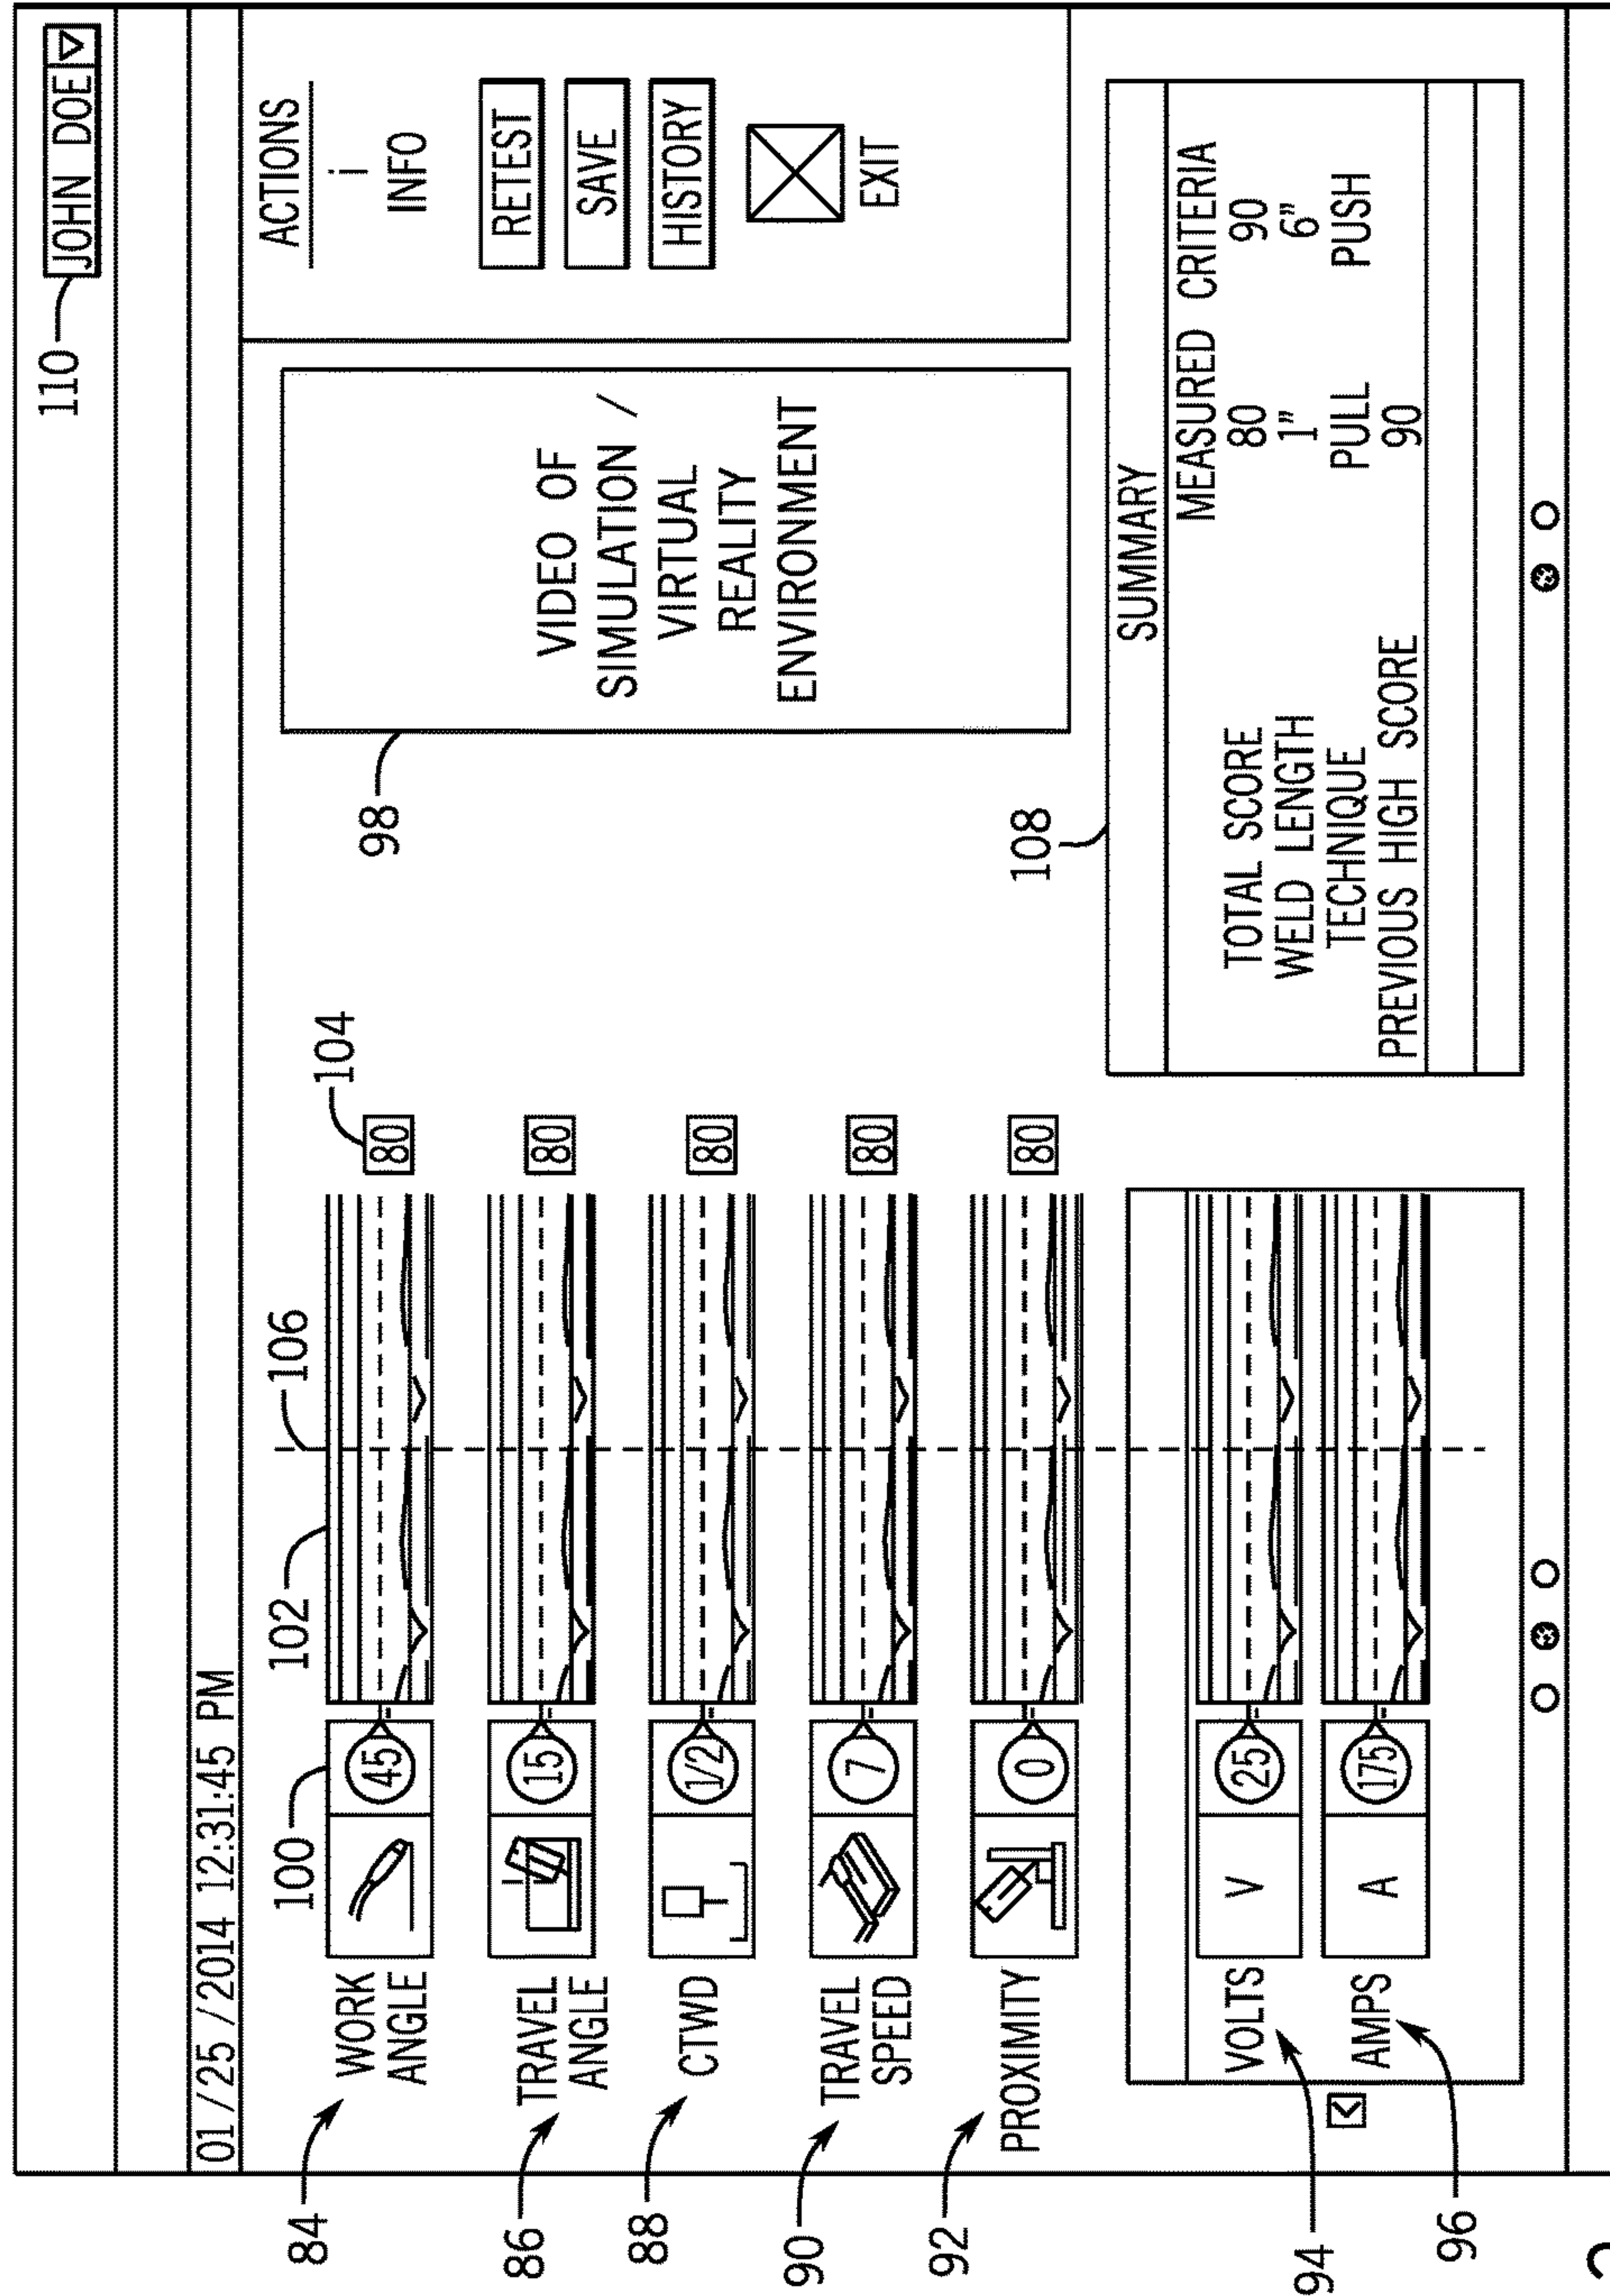 110
JOHN DOE
01/25/2014 12:31:45 PM
84
WORK
ANGLE
100
45
102
106
104
80
86
TRAVEL
ANGLE
15
80
88
CTWD
1/2
80
90
TRAVEL
SPEED
7
80
92
PROXIMITY
0
80
94
VOLTS
V
25
96
AMPS
A
175
98
VIDEO OF
SIMULATION /
VIRTUAL
REALITY
ENVIRONMENT
ACTIONS
i
INFO
RETEST
SAVE
HISTORY
EXIT
108
SUMMARY
MEASURED CRITERIA
TOTAL SCORE 80 90
WELD LENGTH 1" 6"
TECHNIQUE PULL PUSH
PREVIOUS HIGH SCORE 90